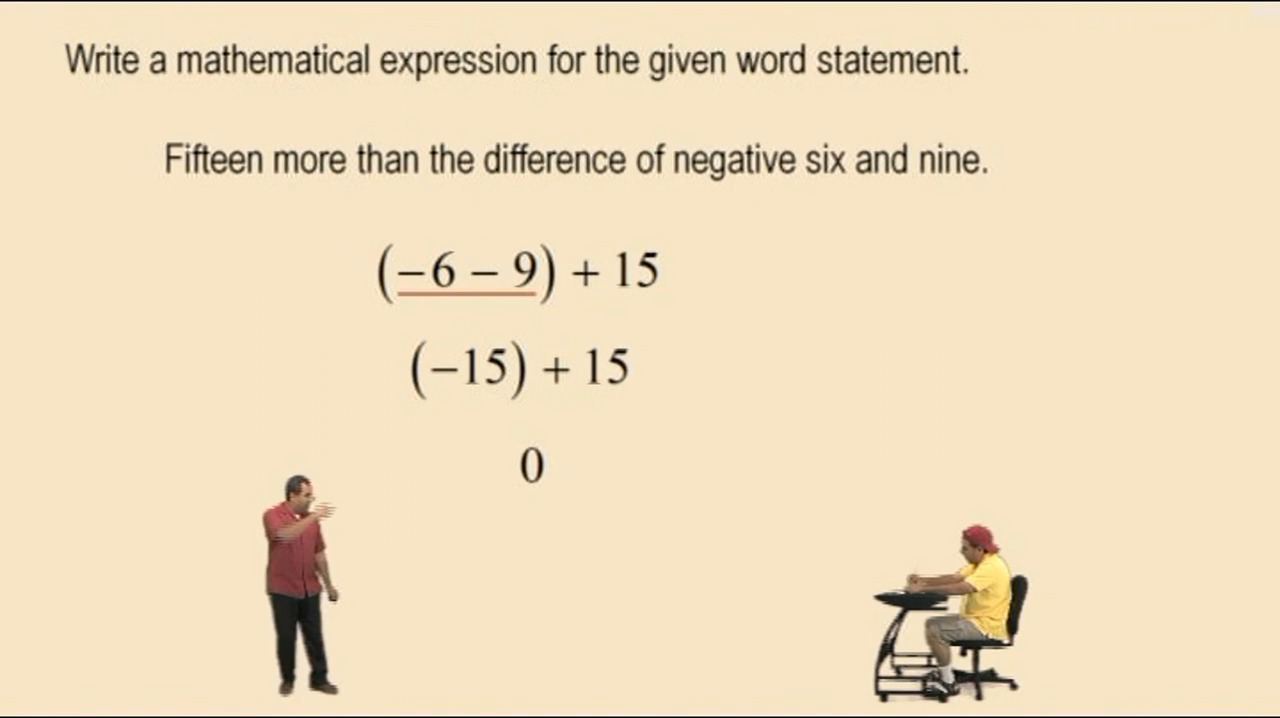 Write a mathematical expression for the given word statement.
Fifteen more than the difference of negative six and nine.
(−6 − 9) + 15
(−15) + 15
0